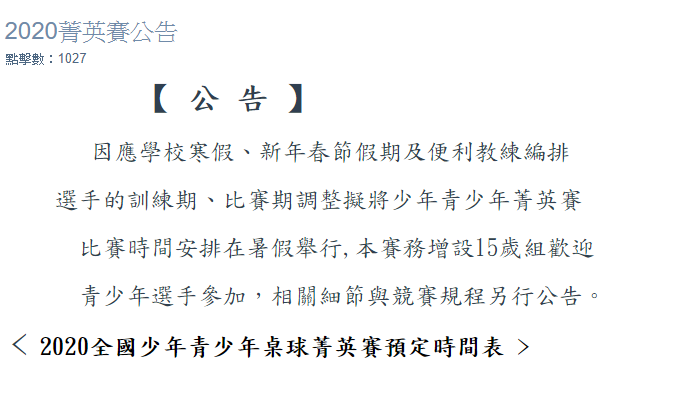 2020菁英賽公告
點擊數：1027
【 公 告 】
因應學校寒假、新年春節假期及便利教練編排
選手的訓練期、比賽期調整擬將少年青少年菁英賽
比賽時間安排在暑假舉行,本賽務增設15歲組歡迎
青少年選手參加，相關細節與競賽規程另行公告。
< 2020全國少年青少年桌球菁英賽預定時間表 >